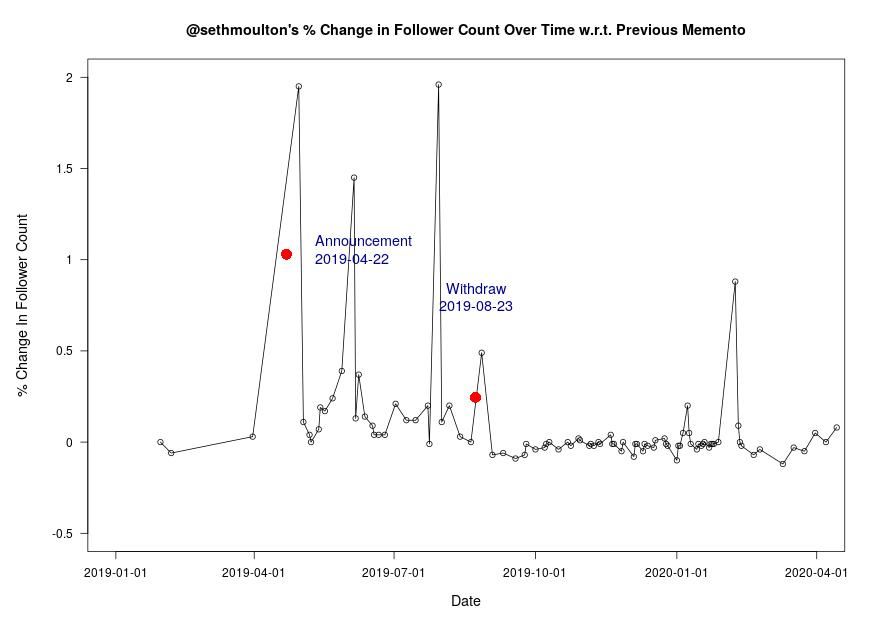 @sethmoulton's % Change in Follower Count Over Time w.r.t. Previous Memento
% Change In Follower Count
2
1.5
1
0.5
0
-0.5
Announcement
2019-04-22
Withdraw
2019-08-23
2019-01-01
2019-04-01
2019-07-01
2019-10-01
2020-01-01
2020-04-01
Date